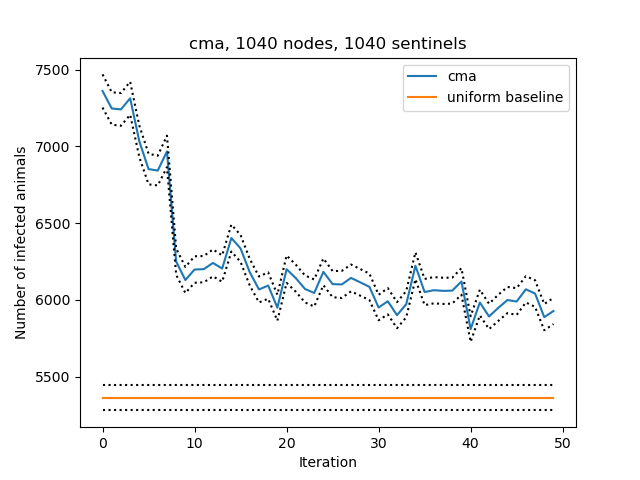 cma, 1040 nodes, 1040 sentinels
cma
uniform baseline
Number of infected animals
7500
7000
6500
6000
5500
0 10 20 30 40 50
Iteration